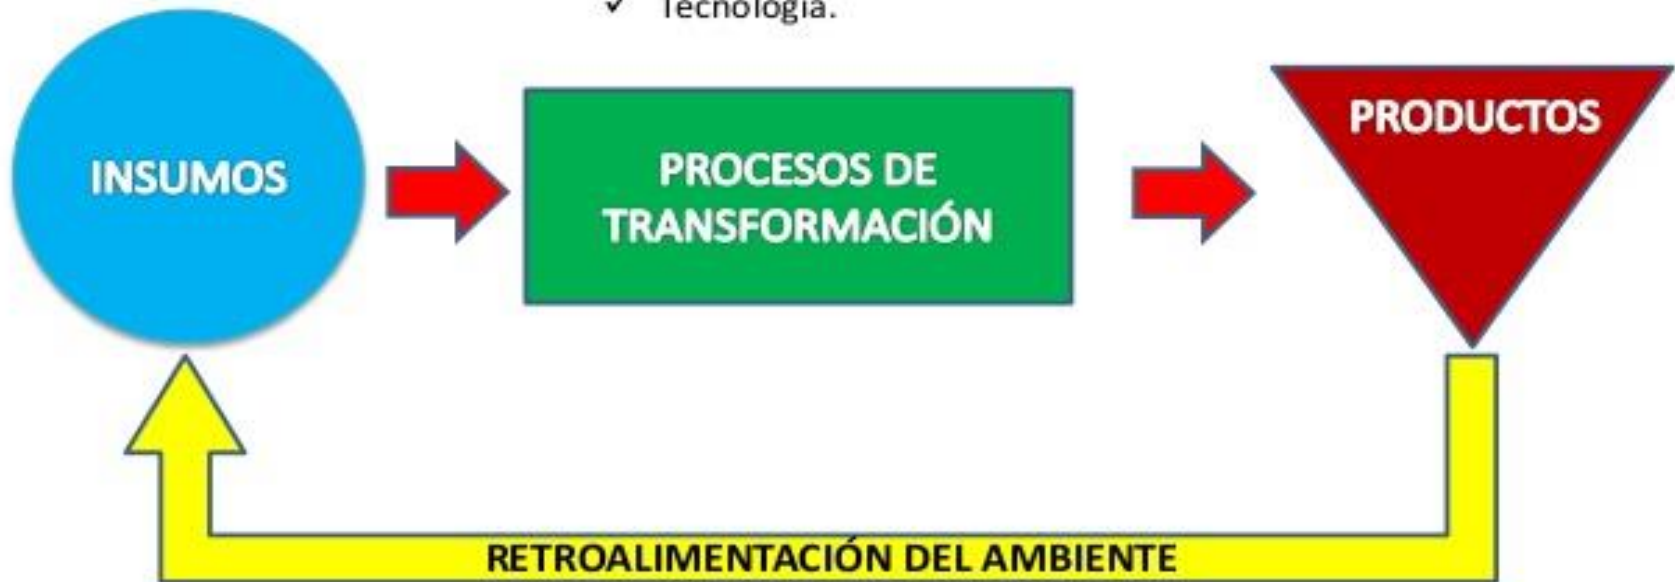 ✓ Tecnología.
INSUMOS
PROCESOS DE
TRANSFORMACIÓN
PRODUCTOS
RETROALIMENTACIÓN DEL AMBIENTE